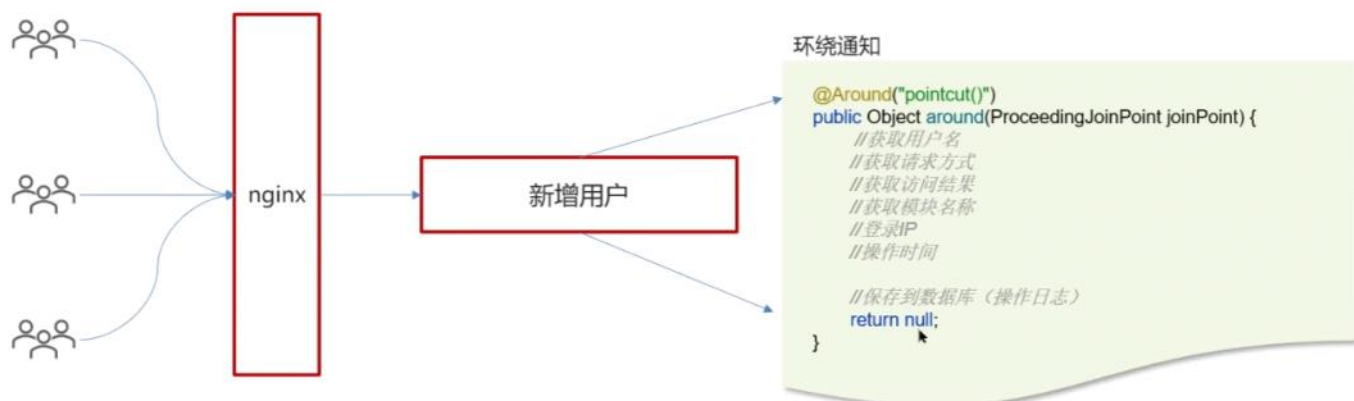 环绕通知
@Around("pointcut()")
public Object around(ProceedingJoinPoint joinPoint) {
//获取用户名
//获取请求方式
//获取访问结果
//获取模块名称
//登录IP
//操作时间
//保存到数据库（操作日志）
return null;
}
nginx
新增用户